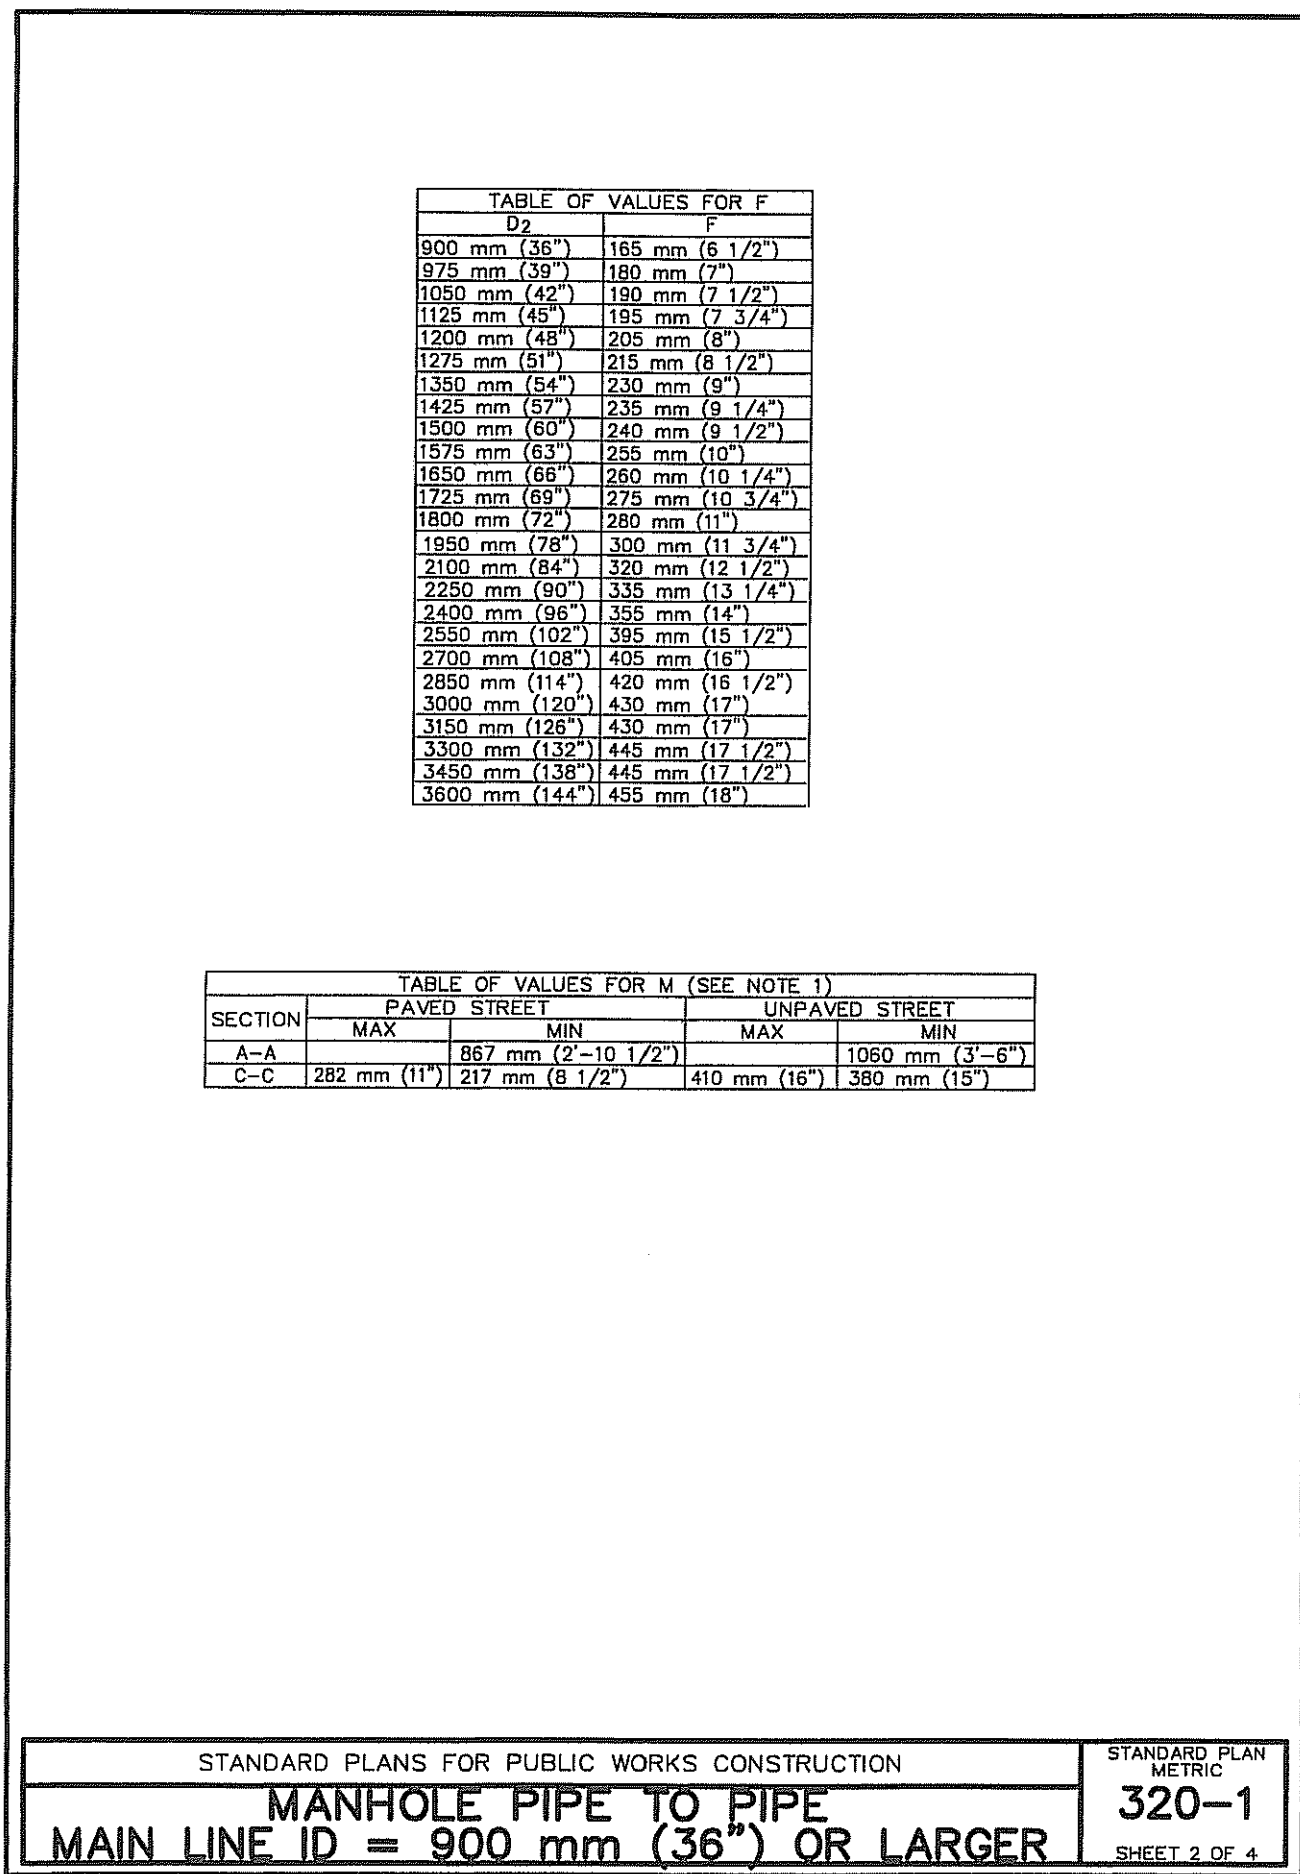 TABLE OF VALUES FOR F
D2 F
900 mm (36") 165 mm (6 1/2")
975 mm (39") 180 mm (7")
1050 mm (42") 190 mm (7 1/2")
1125 mm (45") 195 mm (7 3/4")
1200 mm (48") 205 mm (8")
1275 mm (51") 215 mm (8 1/2")
1350 mm (54") 230 mm (9")
1425 mm (57") 235 mm (9 1/4")
1500 mm (60") 240 mm (9 1/2")
1575 mm (63") 255 mm (10")
1650 mm (66") 260 mm (10 1/4")
1725 mm (69") 275 mm (10 3/4")
1800 mm (72") 280 mm (11")
1950 mm (78") 300 mm (11 3/4")
2100 mm (84") 320 mm (12 1/2")
2250 mm (90") 335 mm (13 1/4")
2400 mm (96") 355 mm (14")
2550 mm (102") 395 mm (15 1/2")
2700 mm (108") 405 mm (16")
2850 mm (114") 420 mm (16 1/2")
3000 mm (120") 430 mm (17")
3150 mm (126") 430 mm (17")
3300 mm (132") 445 mm (17 1/2")
3450 mm (138") 445 mm (17 1/2")
3600 mm (144") 455 mm (18")
TABLE OF VALUES FOR M (SEE NOTE 1)
SECTION PAVED STREET UNPAVED STREET
MAX MIN MAX MIN
A-A 867 mm (2'-10 1/2") 1060 mm (3'-6")
C-C 282 mm (11") 217 mm (8 1/2") 410 mm (16") 380 mm (15")
STANDARD PLANS FOR PUBLIC WORKS CONSTRUCTION
MANHOLE PIPE TO PIPE
MAIN LINE ID = 900 mm (36") OR LARGER
STANDARD PLAN
METRIC
320-1
SHEET 2 OF 4